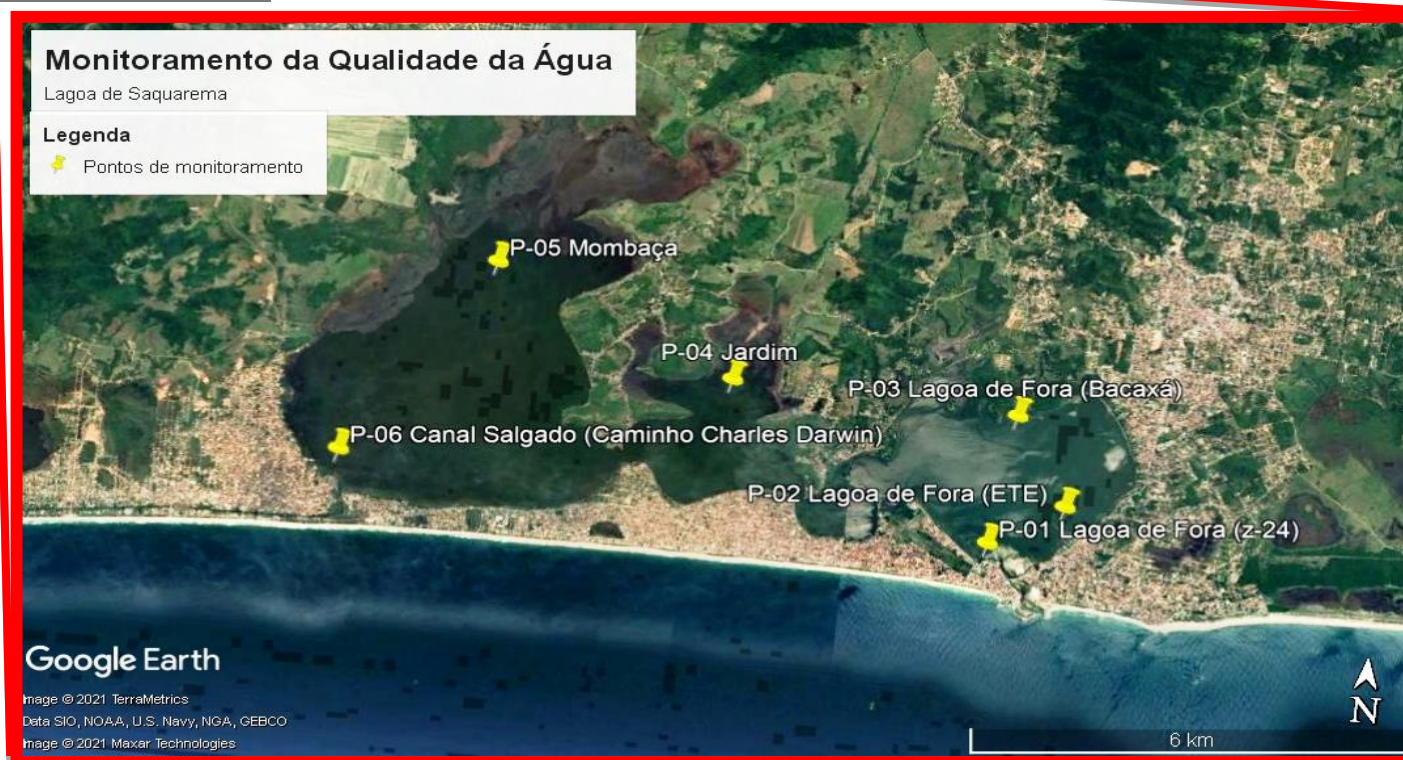 Monitoramento da Qualidade da Água
Lagoa de Saquarema
Legenda
Pontos de monitoramento
P-05 Mombaça
P-04 Jardim
P-03 Lagoa de Fora (Bacaxá)
P-06 Canal Salgado (Caminho Charles Darwin)
P-02 Lagoa de Fora (ETE)
P-01 Lagoa de Fora (z-24)
Google Earth
Image © 2021 TerraMetrics
Data SIO, NOAA, U.S. Navy, NGA, GEBCO
Image © 2021 Maxar Technologies
N
6 km